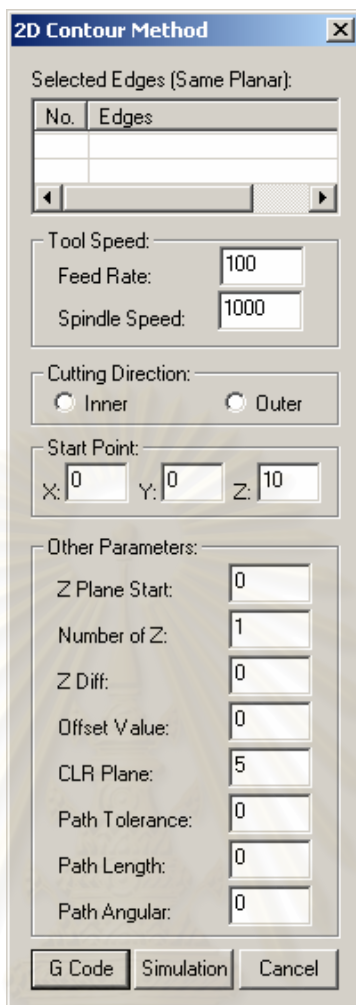 2D Contour Method
Selected Edges (Same Planar):
No. Edges
Tool Speed:
Feed Rate: 100
Spindle Speed: 1000
Cutting Direction:
Inner Outer
Start Point:
X: 0 Y: 0 Z: 10
Other Parameters:
Z Plane Start: 0
Number of Z: 1
Z Diff: 0
Offset Value: 0
CLR Plane: 5
Path Tolerance: 0
Path Length: 0
Path Angular: 0
G Code Simulation Cancel